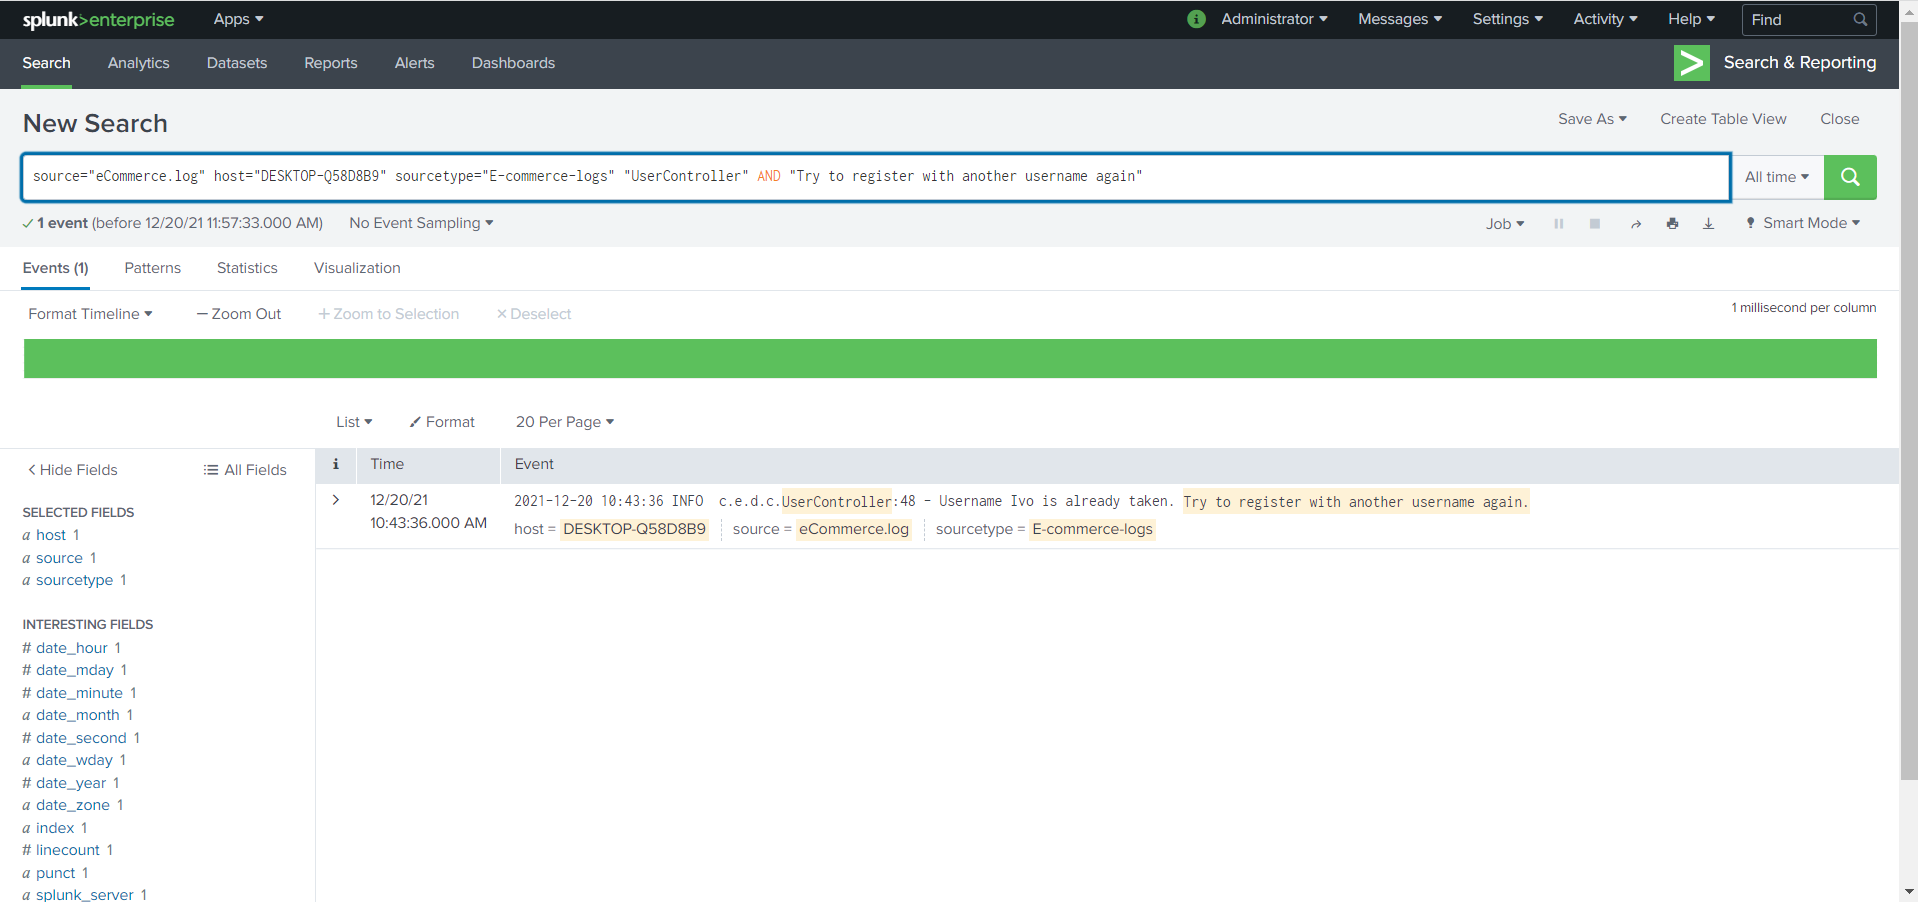 splunk>enterprise Apps Administrator Messages Settings Activity Help Find
Search Analytics Datasets Reports Alerts Dashboards Search & Reporting
New Search Save As Create Table View Close
source="eCommerce.log" host="DESKTOP-Q58D8B9" sourcetype="E-commerce-logs" "UserController" AND "Try to register with another username again" All time
1 event (before 12/20/21 11:57:33.000 AM) No Event Sampling Job Smart Mode
Events (1) Patterns Statistics Visualization
Format Timeline — Zoom Out + Zoom to Selection × Deselect 1 millisecond per column
List Format 20 Per Page
< Hide Fields All Fields i Time Event
SELECTED FIELDS
a host 1
a source 1
a sourcetype 1
INTERESTING FIELDS
# date_hour 1
# date_mday 1
# date_minute 1
a date_month 1
# date_second 1
a date_wday 1
# date_year 1
a date_zone 1
a index 1
# linecount 1
a punct 1
a splunk_server 1
> 12/20/21 2021-12-20 10:43:36 INFO c.e.d.c.UserController:48 - Username Ivo is already taken. Try to register with another username again.
10:43:36.000 AM host = DESKTOP-Q58D8B9 source = eCommerce.log sourcetype = E-commerce-logs